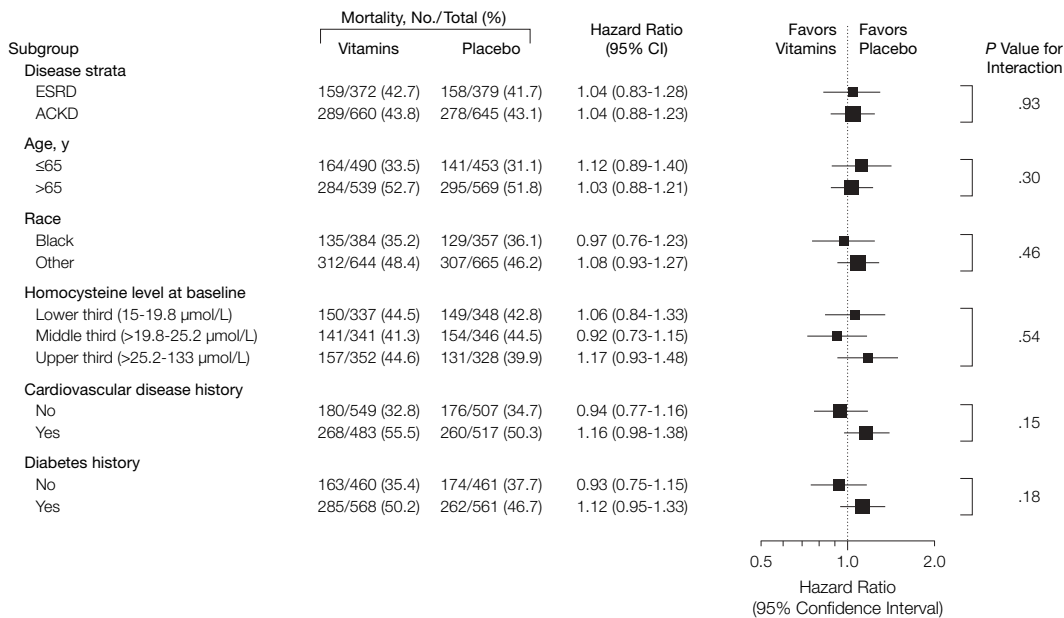 Mortality, No./Total (%)
Subgroup Vitamins Placebo Hazard Ratio (95% CI) Favors Vitamins Favors Placebo P Value for Interaction
Disease strata
ESRD 159/372 (42.7) 158/379 (41.7) 1.04 (0.83-1.28)
ACKD 289/660 (43.8) 278/645 (43.1) 1.04 (0.88-1.23)
.93
Age, y
≤65 164/490 (33.5) 141/453 (31.1) 1.12 (0.89-1.40)
>65 284/539 (52.7) 295/569 (51.8) 1.03 (0.88-1.21)
.30
Race
Black 135/384 (35.2) 129/357 (36.1) 0.97 (0.76-1.23)
Other 312/644 (48.4) 307/665 (46.2) 1.08 (0.93-1.27)
.46
Homocysteine level at baseline
Lower third (15-19.8 µmol/L) 150/337 (44.5) 149/348 (42.8) 1.06 (0.84-1.33)
Middle third (>19.8-25.2 µmol/L) 141/341 (41.3) 154/346 (44.5) 0.92 (0.73-1.15)
.54
Upper third (>25.2-133 µmol/L) 157/352 (44.6) 131/328 (39.9) 1.17 (0.93-1.48)
Cardiovascular disease history
No 180/549 (32.8) 176/507 (34.7) 0.94 (0.77-1.16)
Yes 268/483 (55.5) 260/517 (50.3) 1.16 (0.98-1.38)
.15
Diabetes history
No 163/460 (35.4) 174/461 (37.7) 0.93 (0.75-1.15)
Yes 285/568 (50.2) 262/561 (46.7) 1.12 (0.95-1.33)
.18
0.5 1.0 2.0
Hazard Ratio
(95% Confidence Interval)